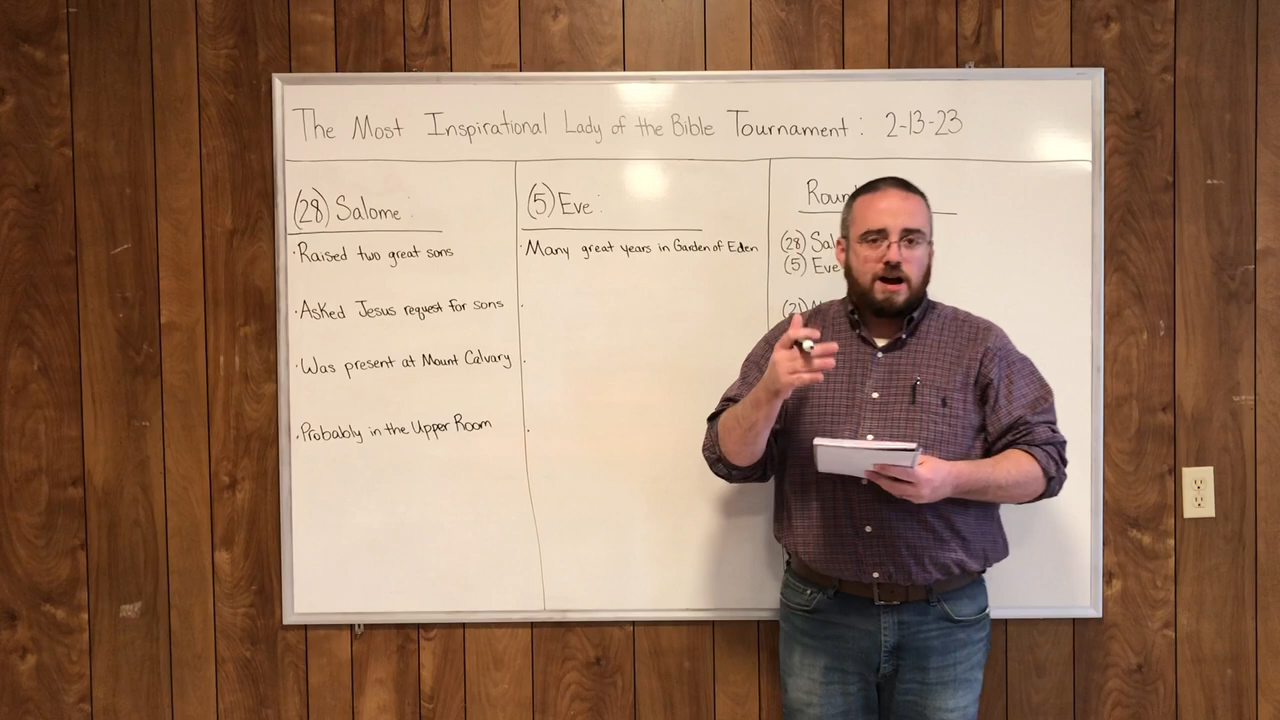 The Most Inspirational Lady of the Bible Tournament: 2-13-23
(28) Salome:
·Raised two great sons
·Asked Jesus request for sons
·Was present at Mount Calvary
·Probably in the Upper Room
(5) Eve:
·Many great years in Garden of Eden
(28)
(5) Eve
(21)